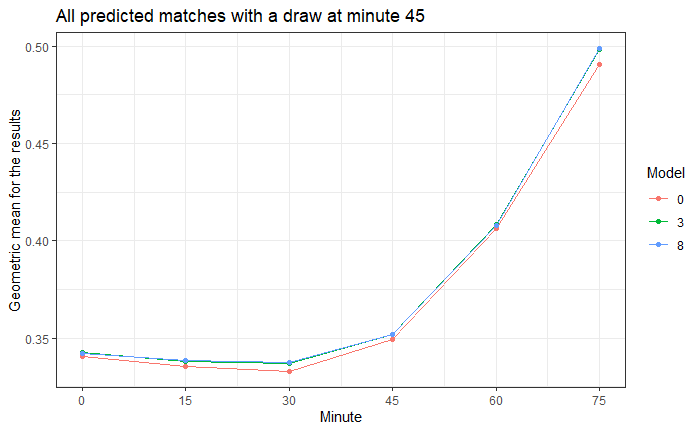 All predicted matches with a draw at minute 45
Geometric mean for the results
0.50
0.45
0.40
0.35
0 15 30 45 60 75
Minute
Model
0
3
8